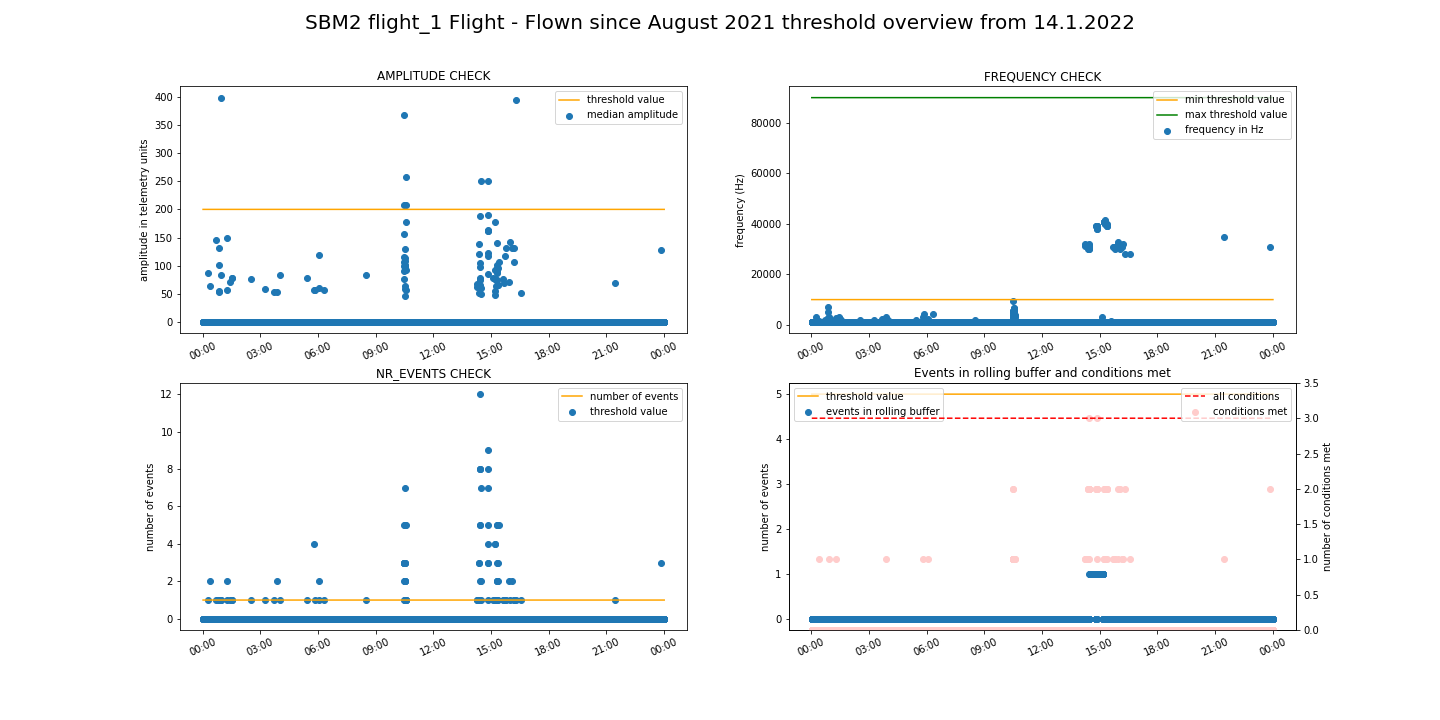 SBM2 flight_1 Flight - Flown since August 2021 threshold overview from 14.1.2022
AMPLITUDE CHECK
threshold value
median amplitude
amplitude in telemetry units
400
350
300
250
200
150
100
50
0
00:00 03:00 06:00 09:00 12:00 15:00 18:00 21:00 00:00
FREQUENCY CHECK
min threshold value
max threshold value
frequency in Hz
frequency (Hz)
80000
60000
40000
20000
0
00:00 03:00 06:00 09:00 12:00 15:00 18:00 21:00 00:00
NR_EVENTS CHECK
number of events
threshold value
number of events
12
10
8
6
4
2
0
00:00 03:00 06:00 09:00 12:00 15:00 18:00 21:00 00:00
Events in rolling buffer and conditions met
threshold value
events in rolling buffer
all conditions
conditions met
number of events
5
4
3
2
1
0
3.5
3.0
2.5
2.0
1.5
1.0
0.5
0.0
number of conditions met
00:00 03:00 06:00 09:00 12:00 15:00 18:00 21:00 00:00